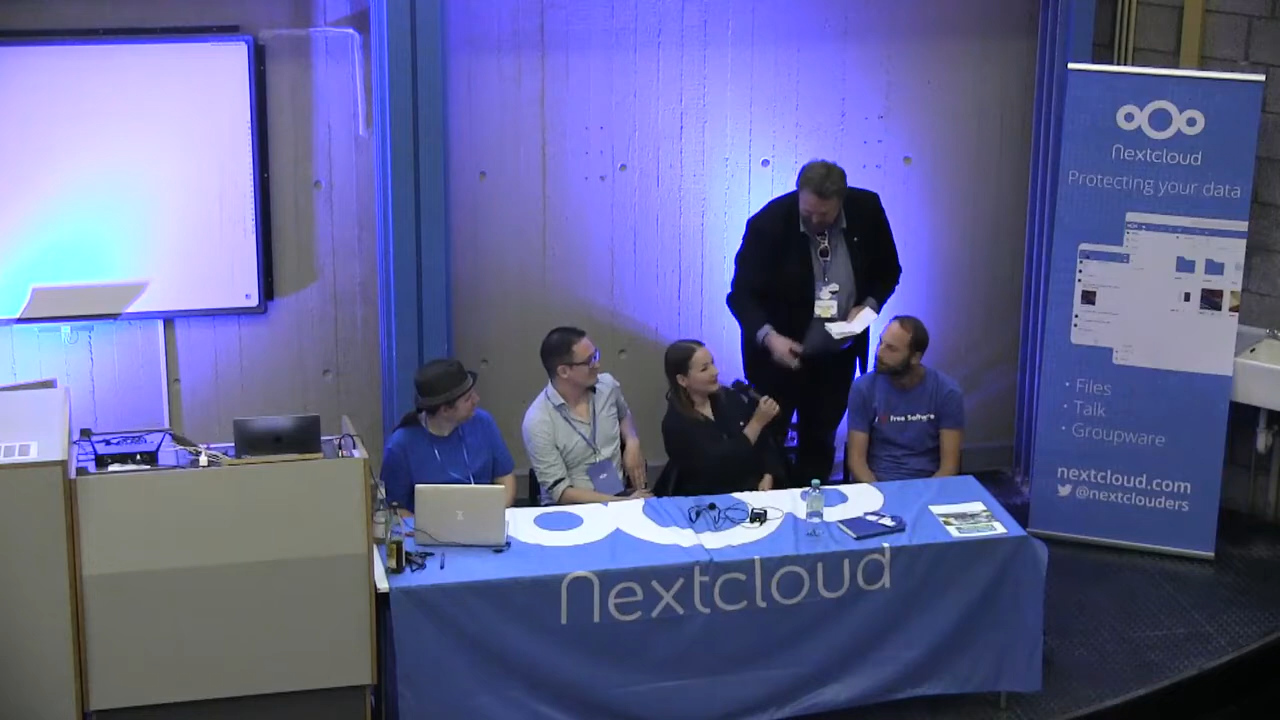 nextcloud
Protecting your data
• Files
• Talk
• Groupware
nextcloud.com
@nextclouders
Free Software
nextcloud